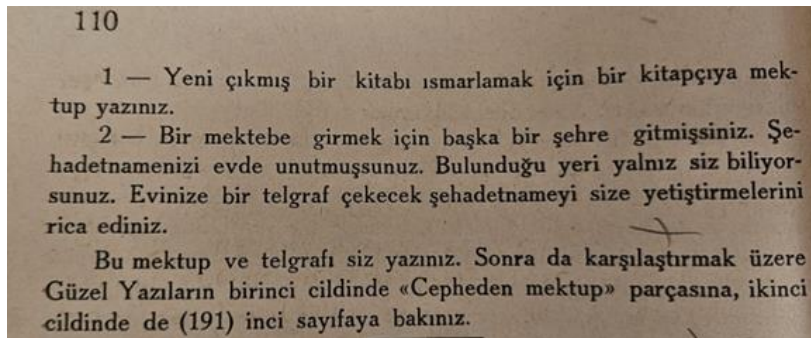 110
1 — Yeni çıkmış bir kitabı ısmarlamak için bir kitapçıya mek-
tup yazınız.
2 — Bir mektebe girmek için başka bir şehre gitmişsiniz. Şe-
hadetnamenizi evde unutmuşsunuz. Bulunduğu yeri yalnız siz biliyor-
sunuz. Evinize bir telgraf çekecek şehadetnameyi size yetiştirmelerini
rica ediniz.
Bu mektup ve telgrafı siz yazınız. Sonra da karşılaştırmak üzere
Güzel Yazıların birinci cildinde «Cepheden mektup» parçasına, ikinci
cildinde de (191) inci sayıfaya bakınız.